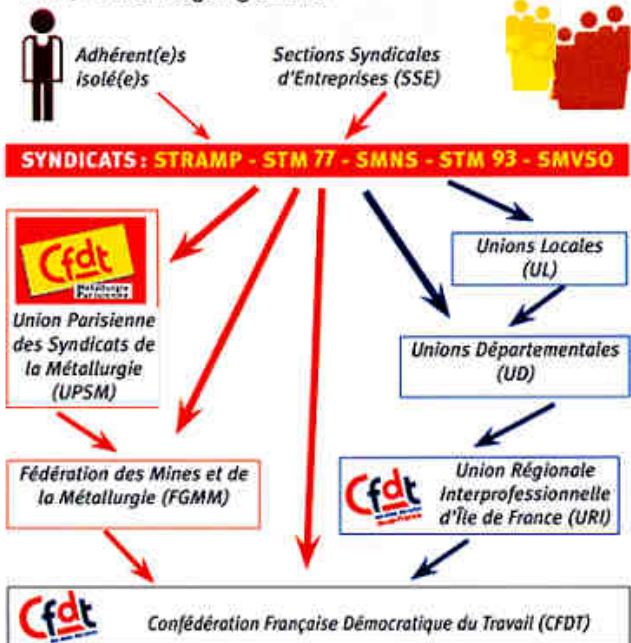 Adhérent(e)s
isolé(e)s
Sections Syndicales
d'Entreprises (SSE)
SYNDICATS : STRAMP - STM 77 - SMNS - STM 93 - SMVSO
Cfdt
Métallurgie
Parisienne
Union Parisienne
des Syndicats de
la Métallurgie
(UPSM)
Unions Locales
(UL)
Unions Départementales
(UD)
Fédération des Mines et de
la Métallurgie (FGMM)
Cfdt
Union Régionale
Interprofessionnelle
d'Île de France (URI)
Cfdt
Confédération Française Démocratique du Travail (CFDT)